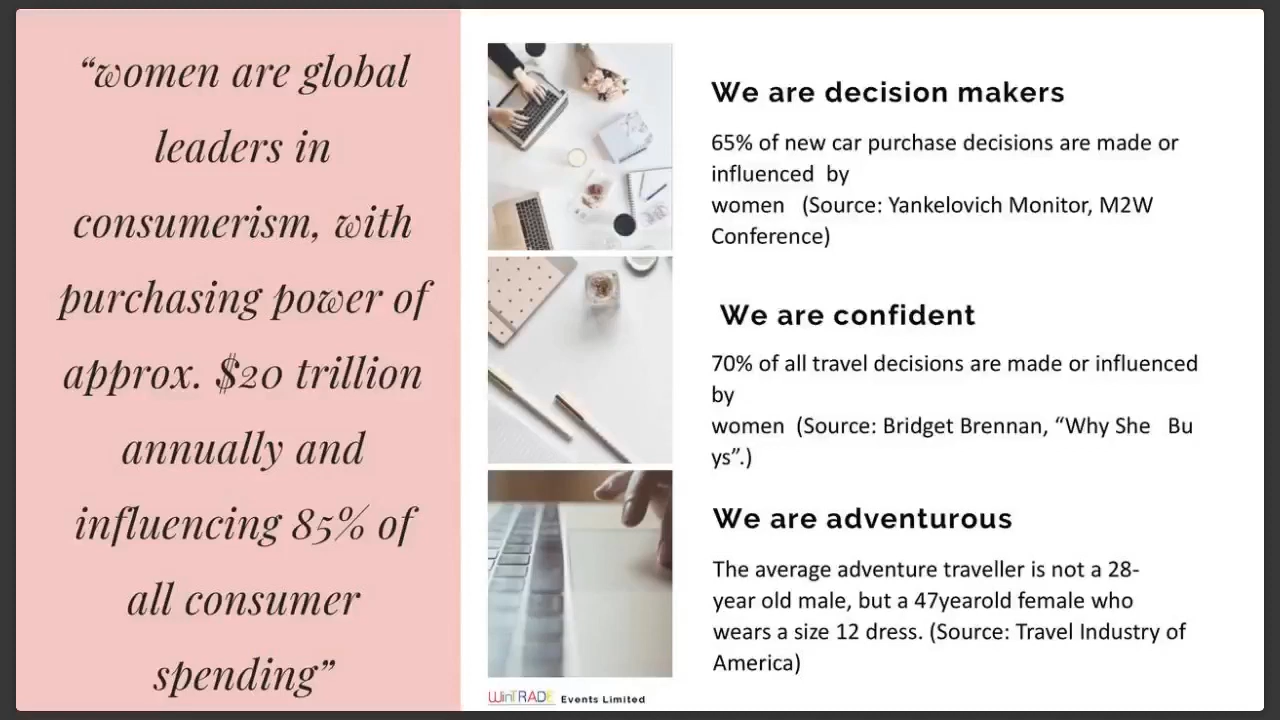 “women are global
leaders in
consumerism, with
purchasing power of
approx. $20 trillion
annually and
influencing 85% of
all consumer
spending”
We are decision makers
65% of new car purchase decisions are made or
influenced by
women (Source: Yankelovich Monitor, M2W
Conference)
We are confident
70% of all travel decisions are made or influenced
by
women (Source: Bridget Brennan, “Why She Bu
ys”.)
We are adventurous
The average adventure traveller is not a 28-
year old male, but a 47yearold female who
wears a size 12 dress. (Source: Travel Industry of
America)
WinTRADE Events Limited